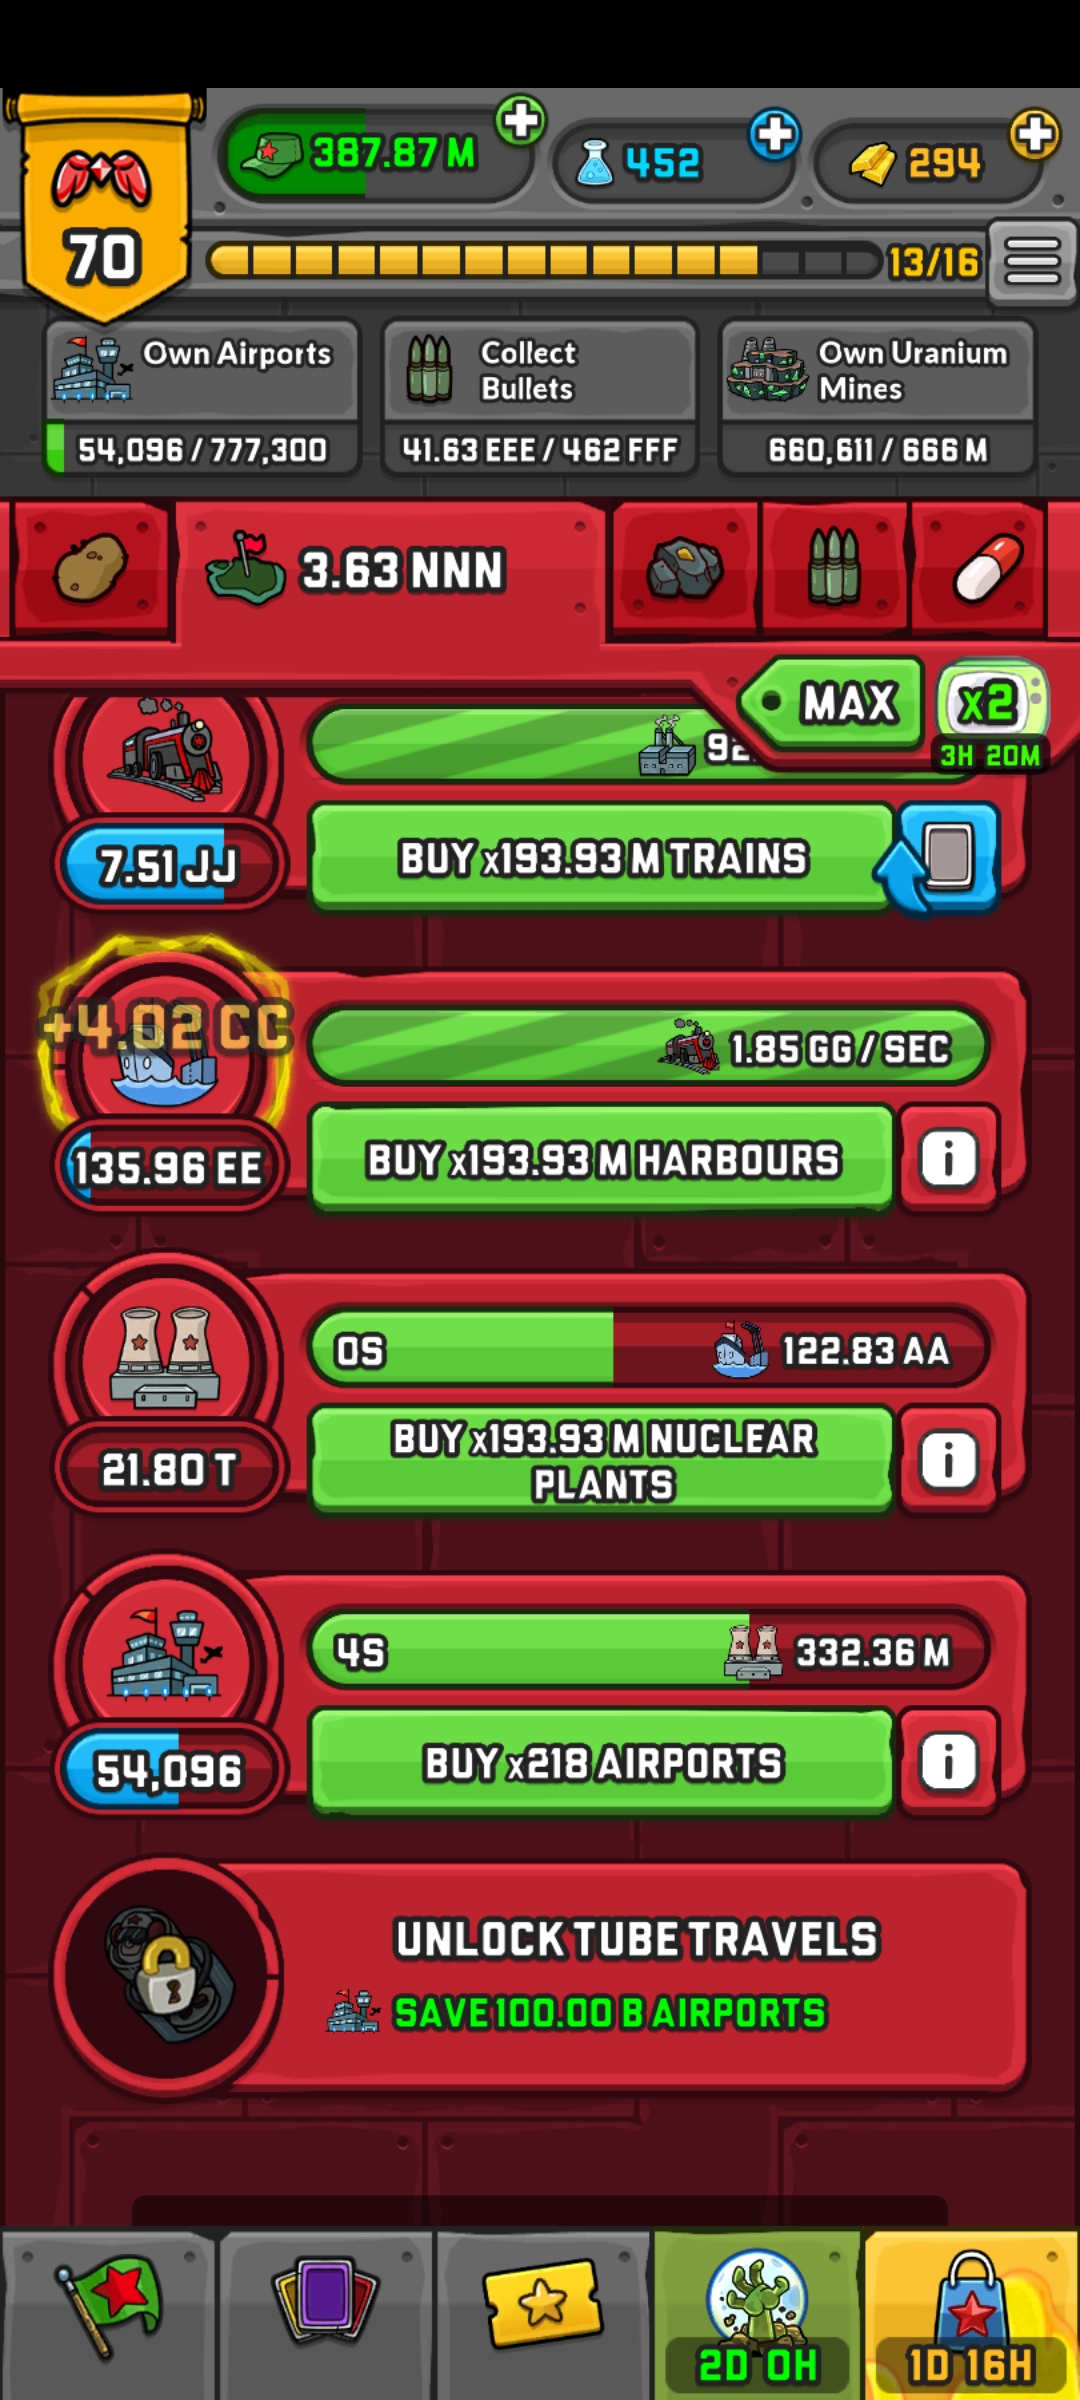 387.87 M
452
294
70
13/16
Own Airports
54,096 / 777,300
Collect
Bullets
41.63 EEE / 462 FFF
Own Uranium
Mines
660,611 / 666 M
3.63 NNN
MAX
x2
3H 20M
92
7.51 JJ
BUY x193.93 M TRAINS
+4.02 CC
1.85 GG / SEC
135.96 EE
BUY x193.93 M HARBOURS
0S
122.83 AA
21.80 T
BUY x193.93 M NUCLEAR
PLANTS
4S
332.36 M
54,096
BUY x218 AIRPORTS
UNLOCK TUBE TRAVELS
SAVE 100.00 B AIRPORTS
2D 0H
1D 16H